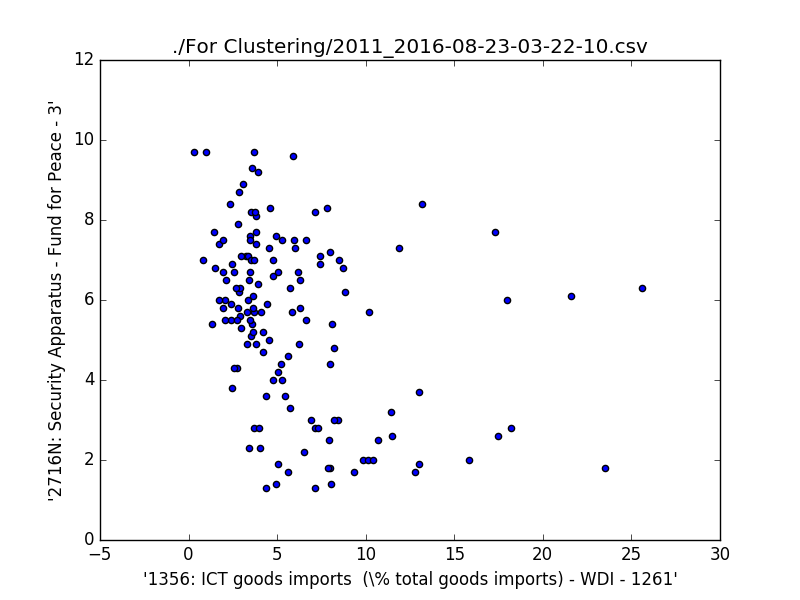 ./For Clustering/2011_2016-08-23-03-22-10.csv
12
10
8
6
4
2
0
'2716N: Security Apparatus - Fund for Peace - 3'
−5 0 5 10 15 20 25 30
'1356: ICT goods imports  (\% total goods imports) - WDI - 1261'